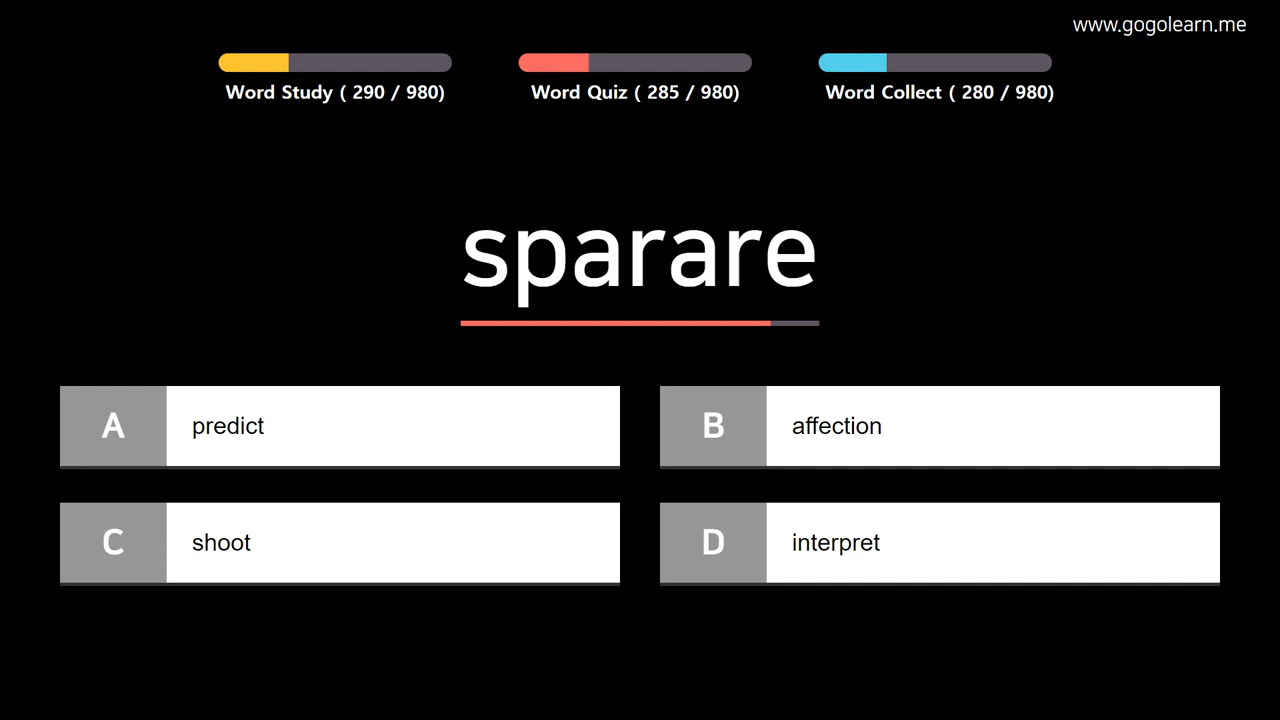 www.gogolearn.me
Word Study ( 290 / 980)
Word Quiz ( 285 / 980)
Word Collect ( 280 / 980)
sparare
A predict
B affection
C shoot
D interpret